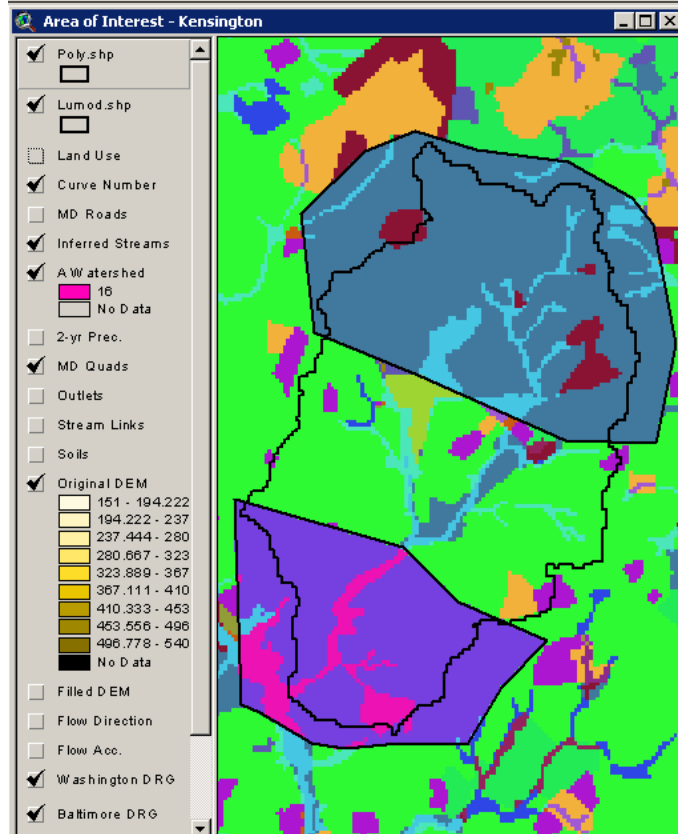 Area of Interest - Kensington
Poly.shp
Lumod.shp
Land Use
Curve Number
MD Roads
Inferred Streams
A Watershed
16
No Data
2-yr Prec.
MD Quads
Outlets
Stream Links
Soils
Original DEM
151 - 194.222
194.222 - 237
237.444 - 280
280.667 - 323
323.889 - 367
367.111 - 410
410.333 - 453
453.556 - 496
496.778 - 540
No Data
Filled DEM
Flow Direction
Flow Acc.
Washington DRG
Baltimore DRG